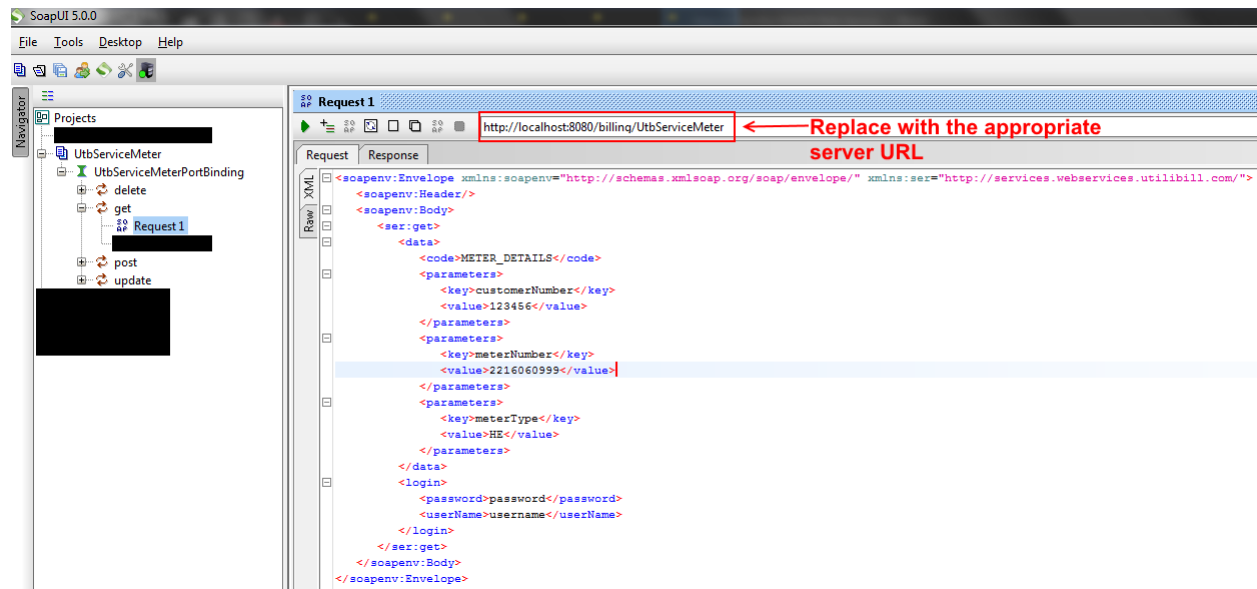 SoapUI 5.0.0
File Tools Desktop Help
Navigator
Projects
UtbServiceMeter
UtbServiceMeterPortBinding
delete
get
Request 1
post
update
SO AP Request 1
http://localhost:8080/billing/UtbServiceMeter
Replace with the appropriate
server URL
Request Response
XML
Raw
<soapenv:Envelope xmlns:soapenv="http://schemas.xmlsoap.org/soap/envelope/" xmlns:ser="http://services.webservices.utilibill.com/">
<soapenv:Header/>
<soapenv:Body>
<ser:get>
<data>
<code>METER_DETAILS</code>
<parameters>
<key>customerNumber</key>
<value>123456</value>
</parameters>
<parameters>
<key>meterNumber</key>
<value>2216060999</value>
</parameters>
<parameters>
<key>meterType</key>
<value>HE</value>
</parameters>
</data>
<login>
<password>password</password>
<userName>username</userName>
</login>
</ser:get>
</soapenv:Body>
</soapenv:Envelope>